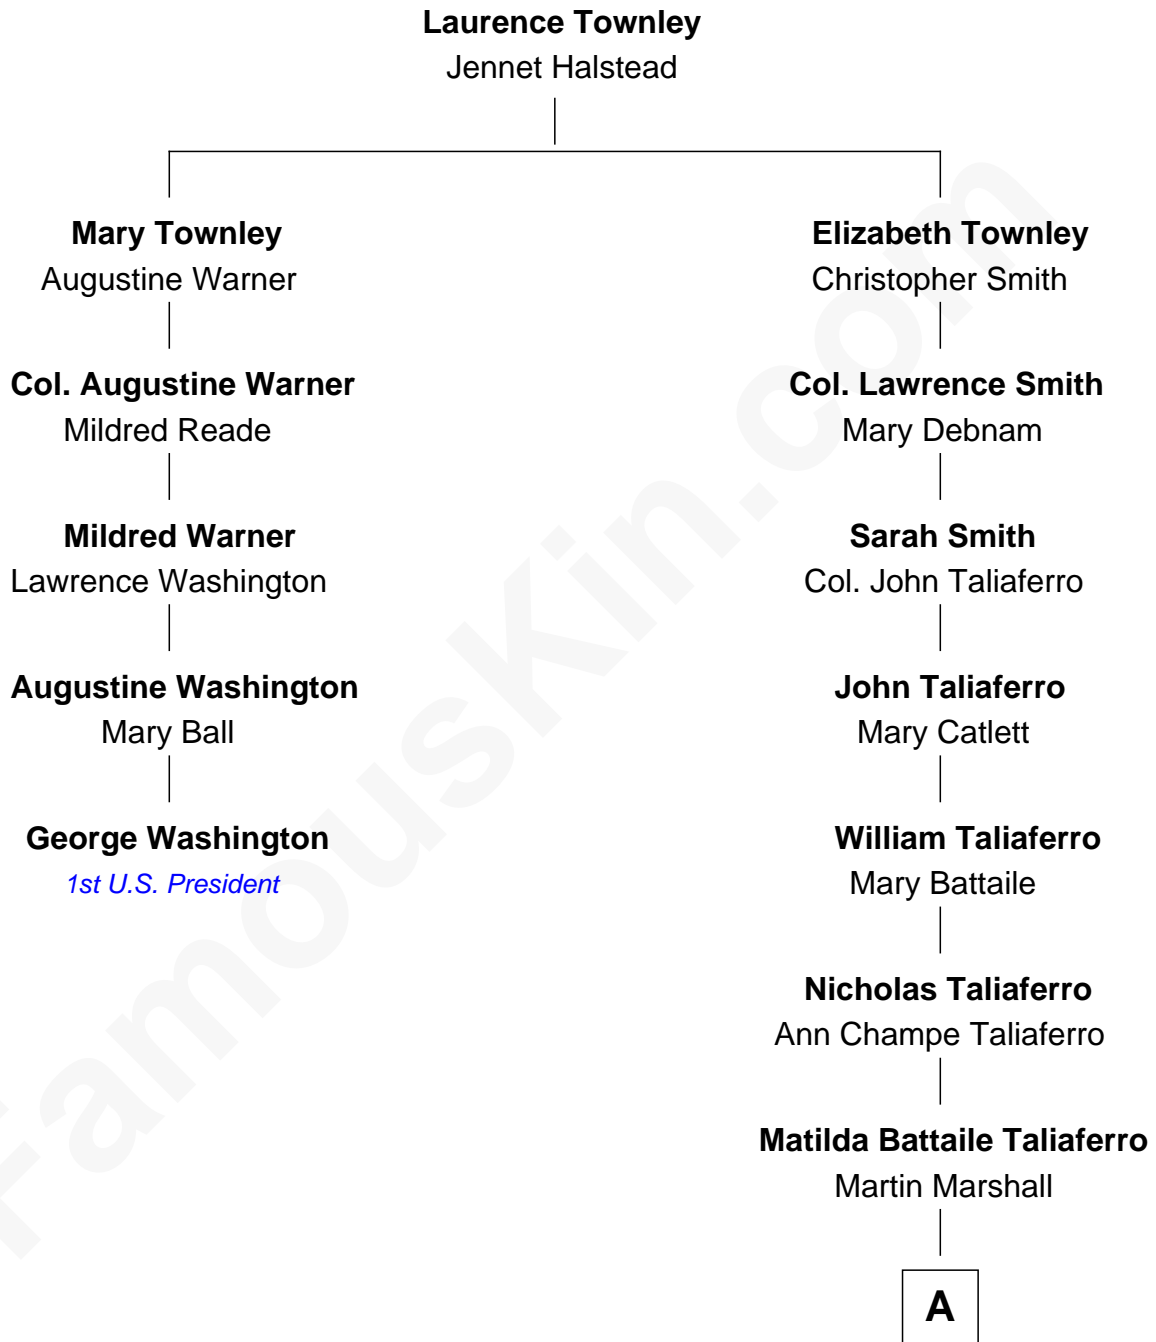 Laurence Townley
Jennet Halstead
Mary Townley
Augustine Warner
Elizabeth Townley
Christopher Smith
Col. Augustine Warner
Mildred Reade
Col. Lawrence Smith
Mary Debnam
Mildred Warner
Lawrence Washington
Sarah Smith
Col. John Taliaferro
Augustine Washington
Mary Ball
John Taliaferro
Mary Catlett
George Washington
1st U.S. President
William Taliaferro
Mary Battaile
Nicholas Taliaferro
Ann Champe Taliaferro
Matilda Battaile Taliaferro
Martin Marshall
A
FamousKin.com